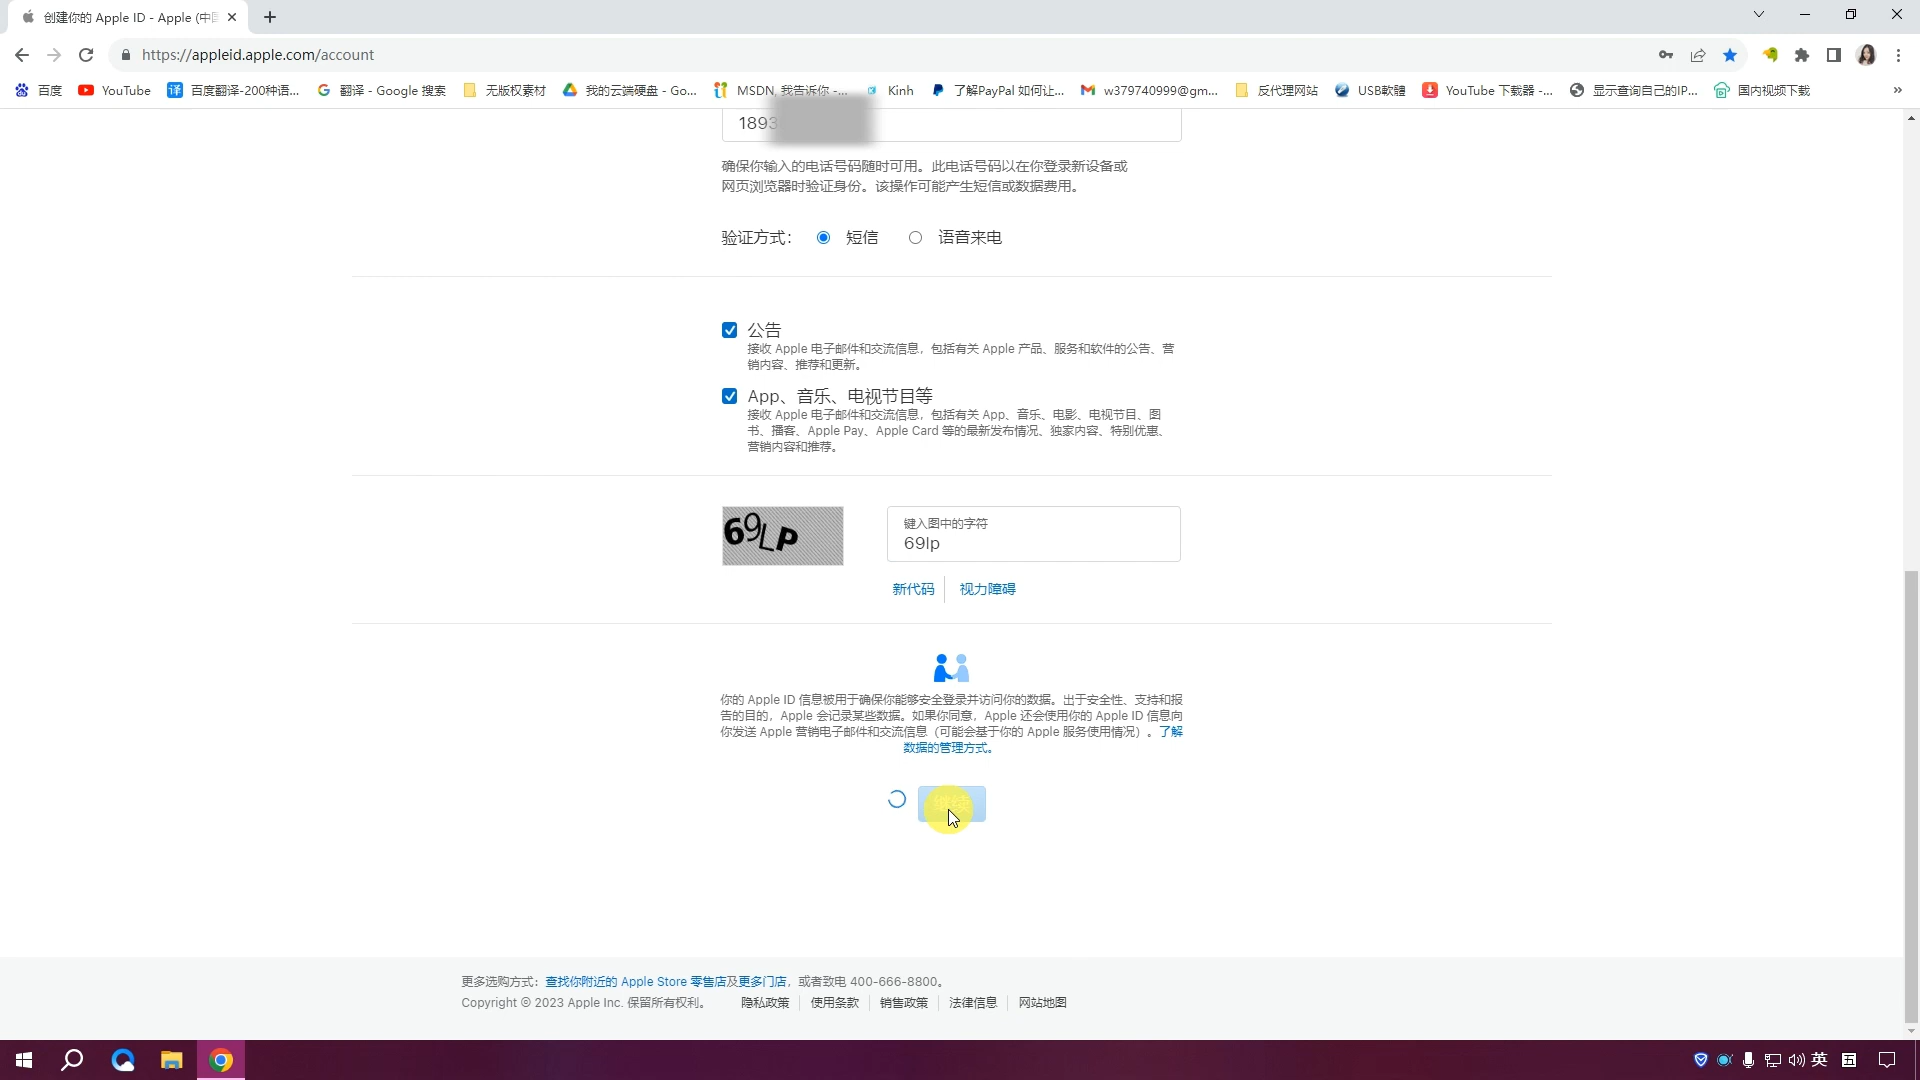 创建你的 Apple ID - Apple (中国
https://appleid.apple.com/account
百度
YouTube
百度翻译-200种语...
翻译 - Google 搜索
无版权素材
我的云端硬盘 - Go...
MSDN, 我告诉你 -...
Kinh
了解PayPal 如何让...
w379740999@gm...
反代理网站
USB軟體
YouTube 下载器 -...
显示查询自己的IP...
国内视频下载
»
1893
确保你输入的电话号码随时可用。此电话号码以在你登录新设备或
网页浏览器时验证身份。该操作可能产生短信或数据费用。
验证方式： 短信 语音来电
公告
接收 Apple 电子邮件和交流信息，包括有关 Apple 产品、服务和软件的公告、营
销内容、推荐和更新。
App、音乐、电视节目等
接收 Apple 电子邮件和交流信息，包括有关 App、音乐、电影、电视节目、图
书、播客、Apple Pay、Apple Card 等的最新发布情况、独家内容、特别优惠、
营销内容和推荐。
69LP
键入图中的字符
69lp
新代码 视力障碍
你的 Apple ID 信息被用于确保你能够安全登录并访问你的数据。出于安全性、支持和报
告的目的，Apple 会记录某些数据。如果你同意，Apple 还会使用你的 Apple ID 信息向
你发送 Apple 营销电子邮件和交流信息（可能会基于你的 Apple 服务使用情况）。了解
数据的管理方式。
继续
更多选购方式：查找你附近的 Apple Store 零售店及更多门店，或者致电 400-666-8800。
Copyright © 2023 Apple Inc. 保留所有权利。 隐私政策 使用条款 销售政策 法律信息 网站地图
英
五